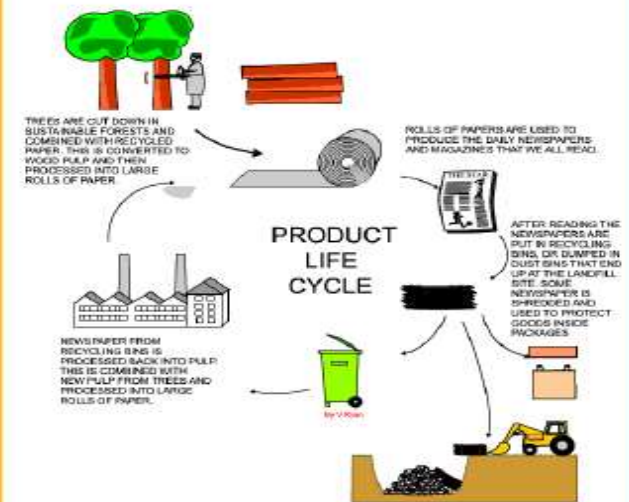 TREES ARE CUT DOWN IN
SUSTAINABLE FORESTS AND
COMBINED WITH RECYCLED
PAPER. THIS IS CONVERTED TO
WOOD PULP AND THEN
PROCESSED INTO LARGE
ROLLS OF PAPER.
ROLLS OF PAPERS ARE USED TO
PRODUCE THE DAILY NEWSPAPERS
AND MAGAZINES THAT WE ALL READ.
THE STAR
PRODUCT
LIFE
CYCLE
AFTER READING THE
NEWSPAPERS ARE
PUT IN RECYCLING
BINS, OR DUMPED IN
DUST BINS THAT END
UP AT THE LANDFILL
SITE. SOME
NEWSPAPER IS
SHREDDED AND
USED TO PROTECT
GOODS INSIDE
PACKAGES
NEWSPAPER FROM
RECYCLING BINS IS
PROCESSED BACK INTO PULP.
THIS IS COMBINED WITH
NEW PULP FROM TREES AND
PROCESSED INTO LARGE
ROLLS OF PAPER.
by V.Ryan